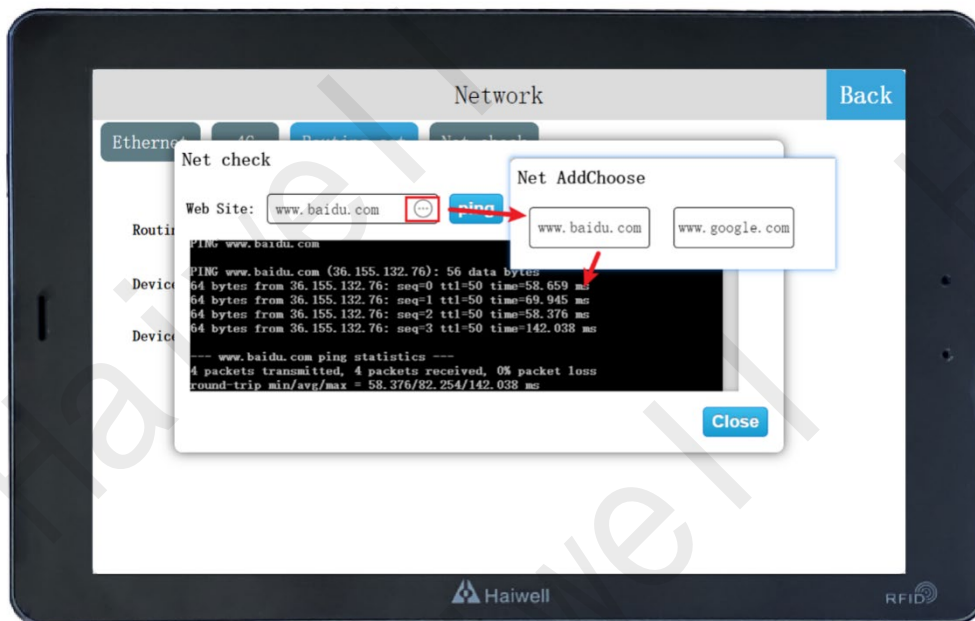 Network
Back
Net check
Net AddChoose
Web Site:
www.baidu.com
ping
www.baidu.com
www.google.com
PING www.baidu.com
PING www.baidu.com (36.155.132.76): 56 data bytes
64 bytes from 36.155.132.76: seq=0 ttl=50 time=58.659 ms
64 bytes from 36.155.132.76: seq=1 ttl=50 time=69.945 ms
64 bytes from 36.155.132.76: seq=2 ttl=50 time=58.376 ms
64 bytes from 36.155.132.76: seq=3 ttl=50 time=142.038 ms
--- www.baidu.com ping statistics ---
4 packets transmitted, 4 packets received, 0% packet loss
round-trip min/avg/max = 58.376/82.254/142.038 ms
Close
Haiwell
RFID
Haiwell